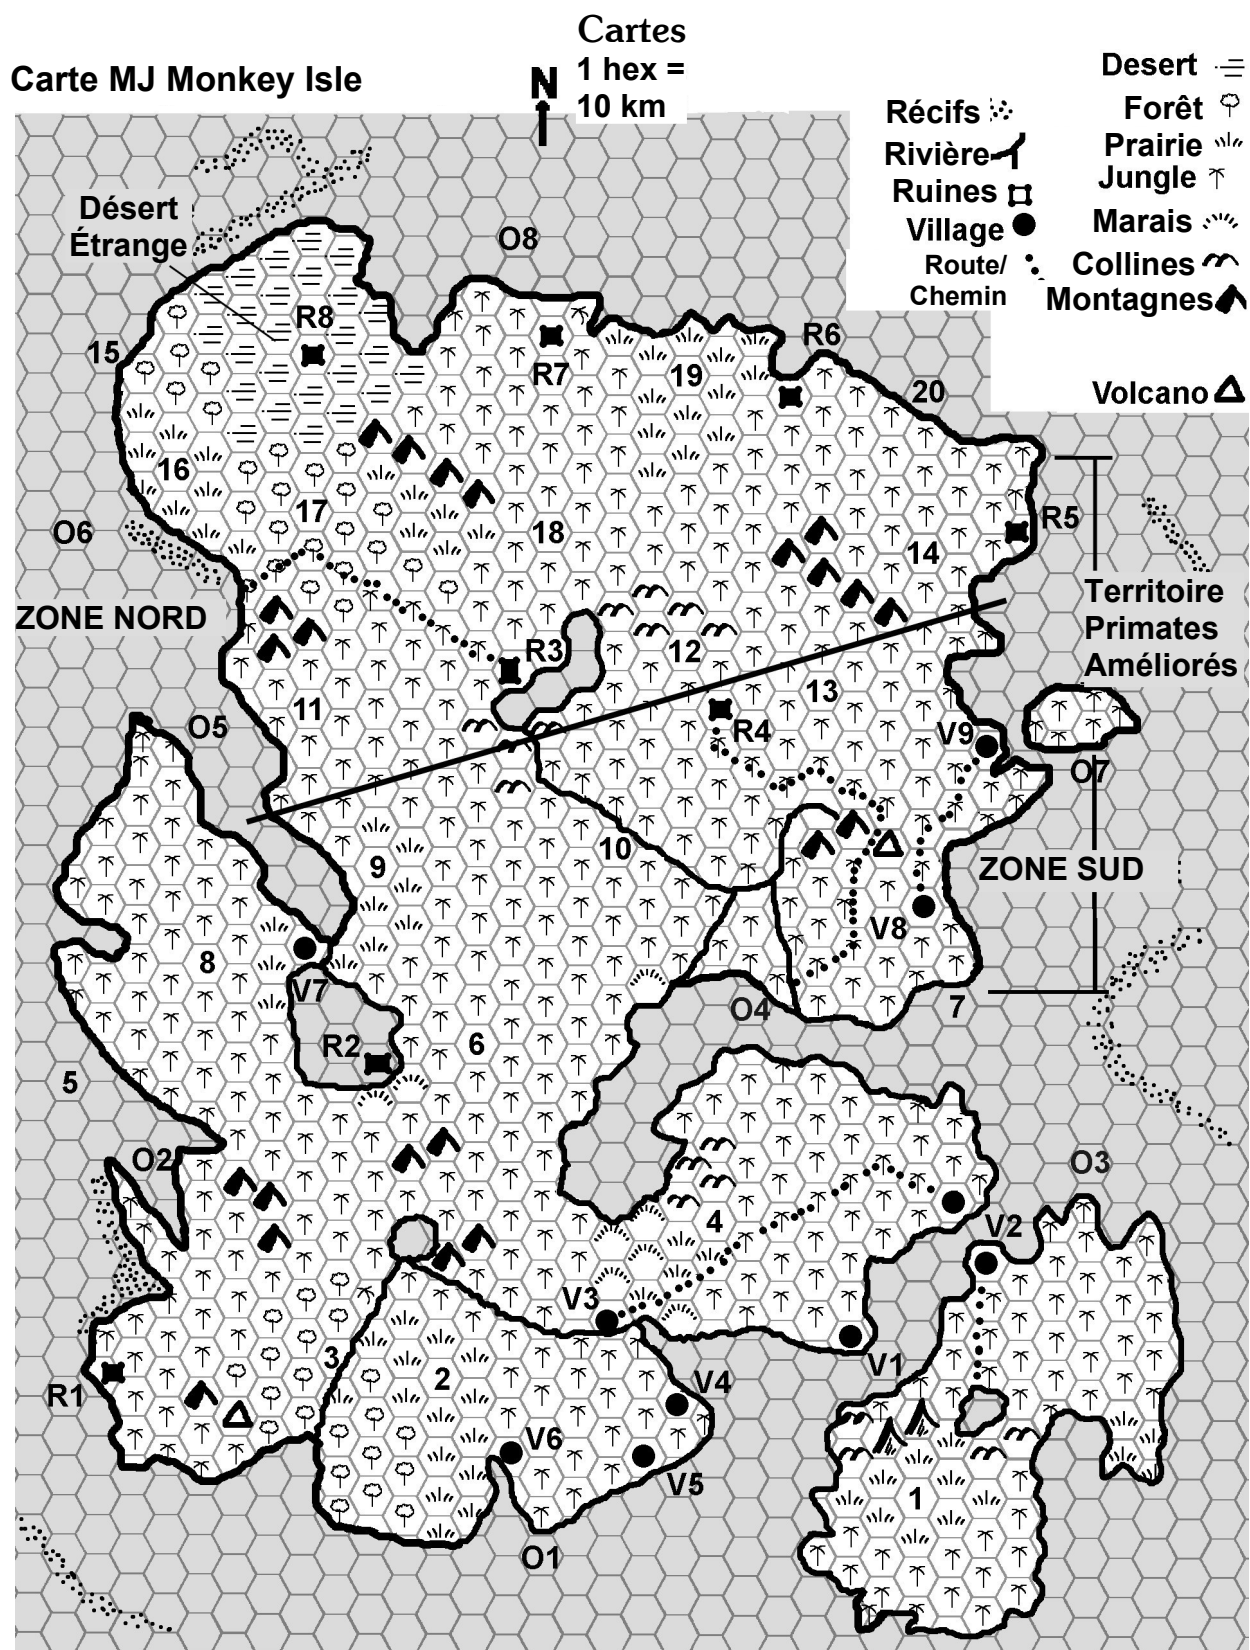 Cartes
Carte MJ Monkey Isle
N
1 hex =
10 km
Récifs
Rivière
Ruines
Village
Route/
Chemin
Desert
Forêt
Prairie
Jungle
Marais
Collines
Montagnes
Volcano
Désert
Étrange
O8
R8
R6
15
R7
19
20
16
17
O6
18
14
R5
ZONE NORD
Territoire
Primates
Améliorés
R3
12
11
13
O5
R4
V9
O7
9
10
ZONE SUD
8
V8
V7
O4
7
R2
6
5
O2
O3
4
V2
V3
3
2
V1
R1
V4
V6
V5
1
O1